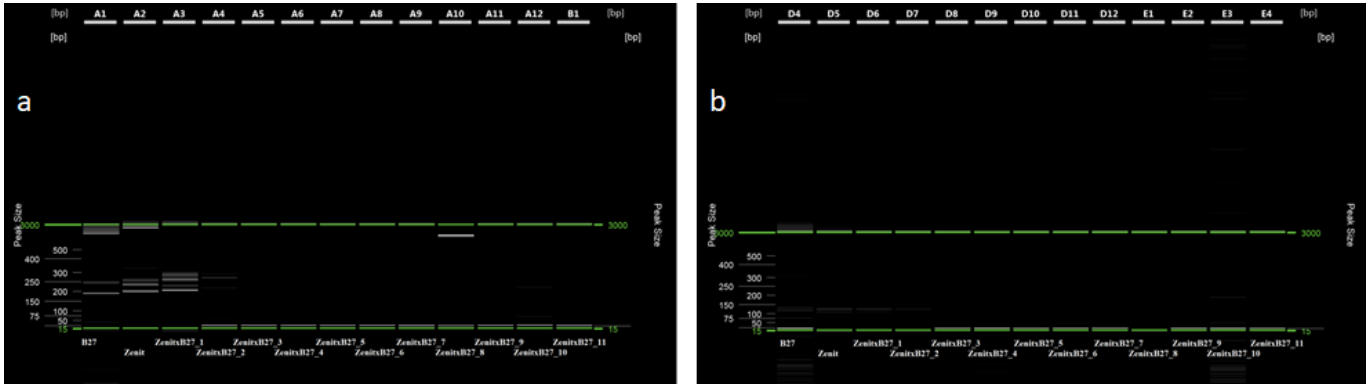 [bp] A1 A2 A3 A4 A5 A6 A7 A8 A9 A10 A11 A12 B1 [bp]
[bp] [bp]
a
Peak Size
3000 3000
Peak Size
500
400
300
250
200
150
100
75
50
15 15
B27 ZenitxB27_1 ZenitxB27_3 ZenitxB27_5 ZenitxB27_7 ZenitxB27_9 ZenitxB27_11
Zenit ZenitxB27_2 ZenitxB27_4 ZenitxB27_6 ZenitxB27_8 ZenitxB27_10
[bp] D4 D5 D6 D7 D8 D9 D10 D11 D12 E1 E2 E3 E4 [bp]
[bp] [bp]
b
Peak Size
3000 3000
Peak Size
500
400
300
250
200
150
100
75
50
15 15
B27 ZenitxB27_1 ZenitxB27_3 ZenitxB27_5 ZenitxB27_7 ZenitxB27_9 ZenitxB27_11
Zenit ZenitxB27_2 ZenitxB27_4 ZenitxB27_6 ZenitxB27_8 ZenitxB27_10